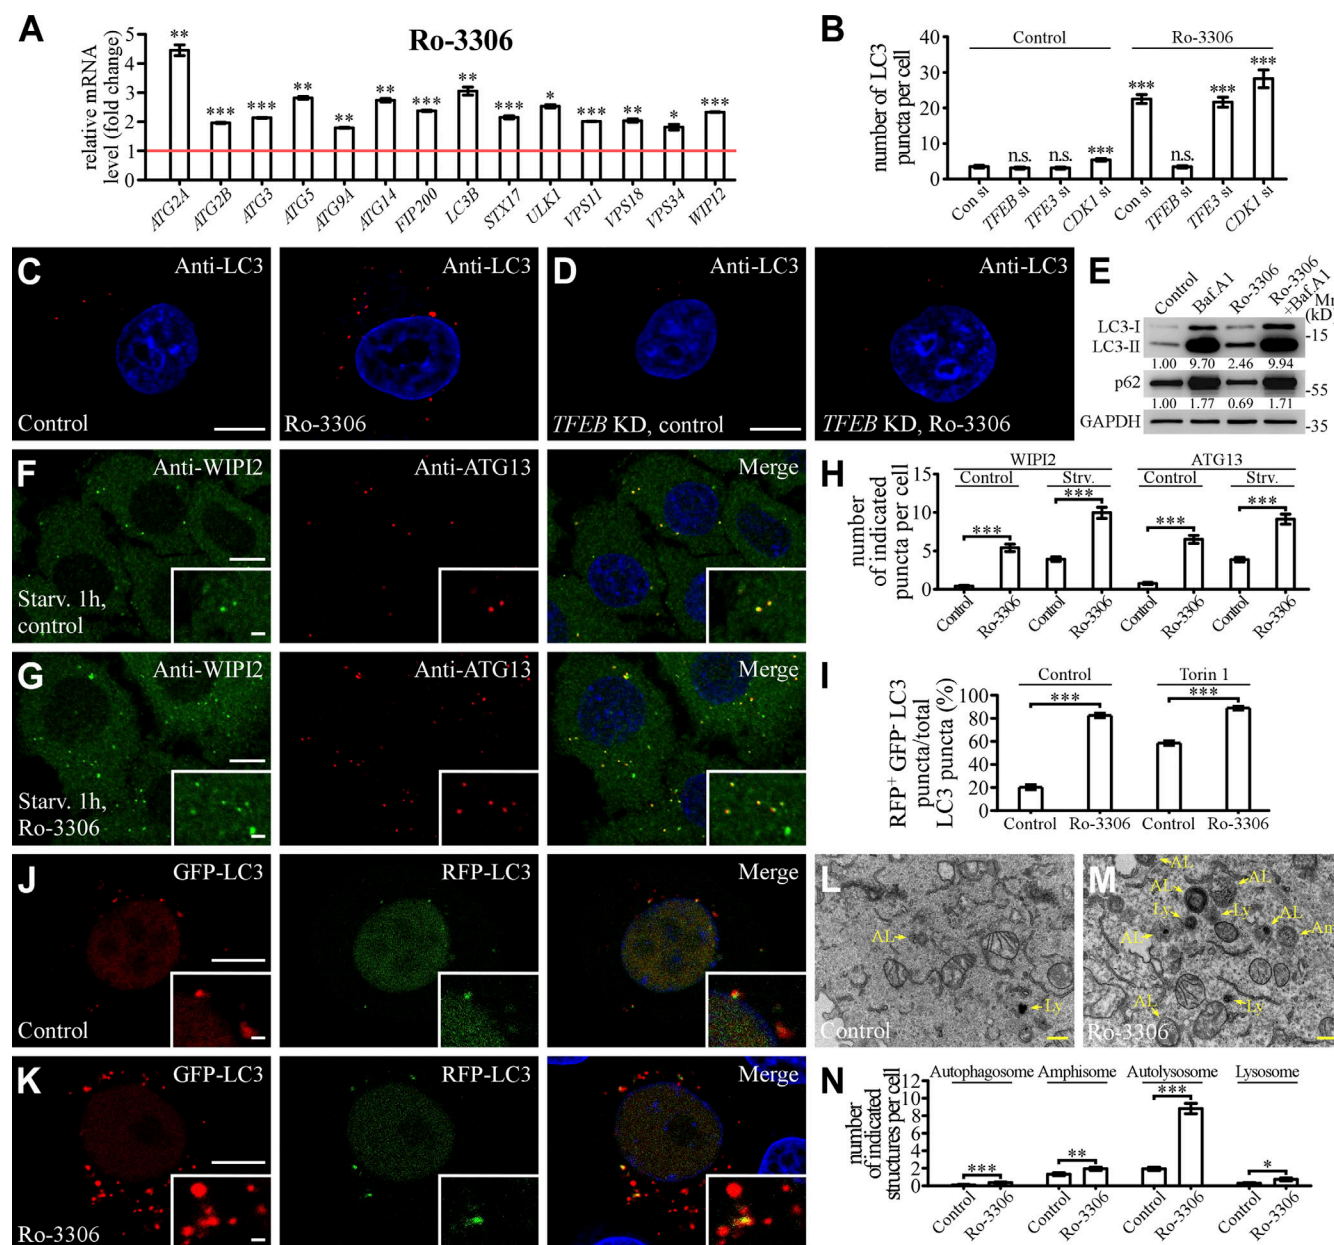 A
Ro-3306
relative mRNA
level (fold change)
5
4
3
2
1
0
** *** *** ** ** ** *** ** *** * *** ** * ***
ATG2A ATG2B ATG3 ATG5 ATG9A ATG14 FIP200 LC3B STX17 ULK1 VPS11 VPS18 VPS34 WIPI2
B
number of LC3
puncta per cell
40
30
20
10
0
Control Ro-3306
n.s. n.s. *** *** n.s. *** ***
Con si TFEB si TFE3 si CDK1 si Con si TFEB si TFE3 si CDK1 si
C
Anti-LC3
Control
Anti-LC3
Ro-3306
D
Anti-LC3
TFEB KD, control
Anti-LC3
TFEB KD, Ro-3306
E
Control Baf.A1 Ro-3306 Ro-3306
+Baf.A1
Mr
(kD)
LC3-I
-15
LC3-II
1.00 9.70 2.46 9.94
p62
-55
1.00 1.77 0.69 1.71
GAPDH
-35
F
Anti-WIPI2
Starv. 1h,
control
Anti-ATG13
Merge
G
Anti-WIPI2
Starv. 1h,
Ro-3306
Anti-ATG13
Merge
H
number
of indicated
puncta per cell
15
10
5
0
WIPI2 ATG13
Control Strv. Control Strv.
*** *** *** ***
Control Ro-3306 Control Ro-3306 Control Ro-3306 Control Ro-3306
I
RFP+ GFP- LC3
puncta/total
LC3 puncta (%)
100
80
60
40
20
0
Control Torin 1
*** ***
Control Ro-3306 Control Ro-3306
J
GFP-LC3
Control
RFP-LC3
Merge
K
GFP-LC3
Ro-3306
RFP-LC3
Merge
L
AL
Ly
Control
M
AL
AL
AL
Ly
Ly
AL
AL
Am
AL
Ly
Ro-3306
N
number
of indicated
structures per cell
12
10
8
6
4
2
0
Autophagosome Amphisome Autolysosome Lysosome
*** ** *** *
Control Ro-3306 Control Ro-3306 Control Ro-3306 Control Ro-3306